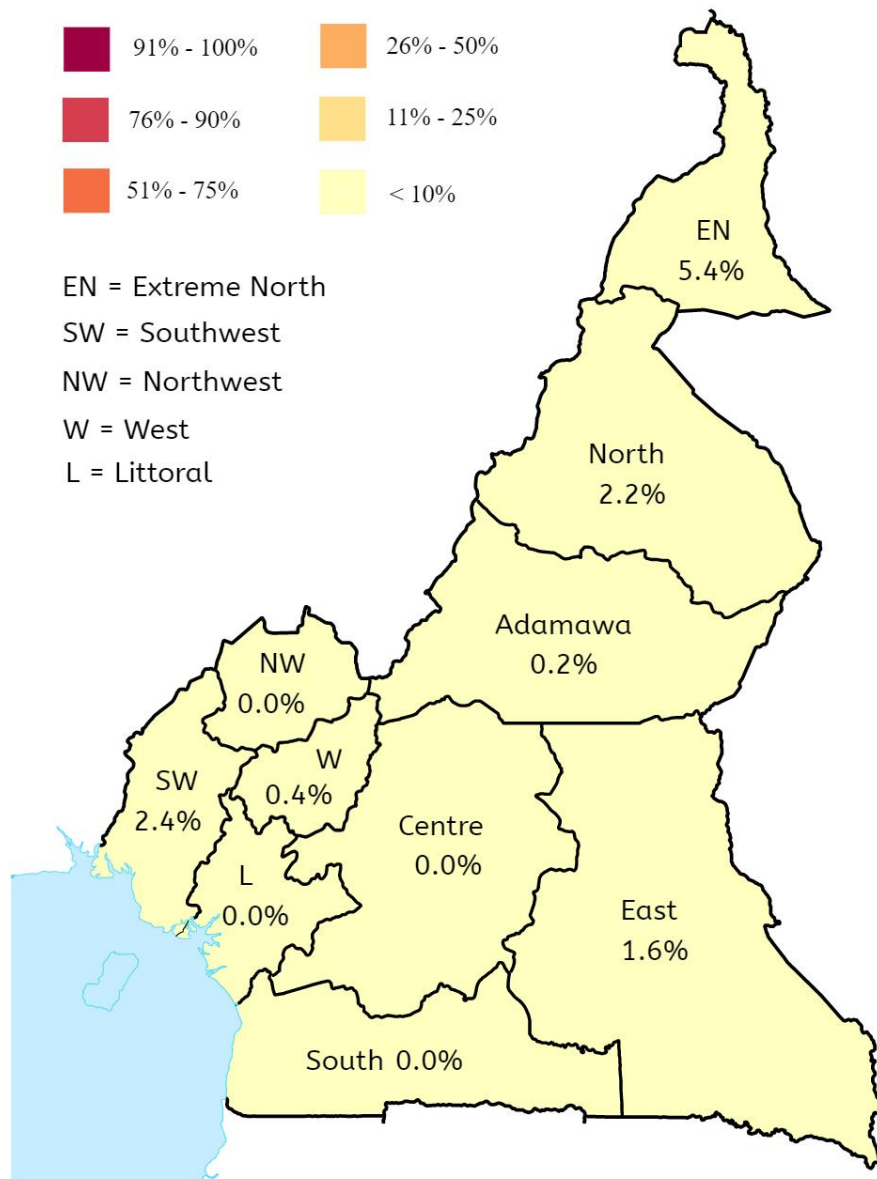 91% - 100%
26% - 50%
76% - 90%
11% - 25%
51% - 75%
< 10%
EN = Extreme North
SW = Southwest
NW = Northwest
W = West
L = Littoral
EN
5.4%
North
2.2%
Adamawa
0.2%
NW
0.0%
W
0.4%
SW
2.4%
Centre
0.0%
L
0.0%
East
1.6%
South 0.0%